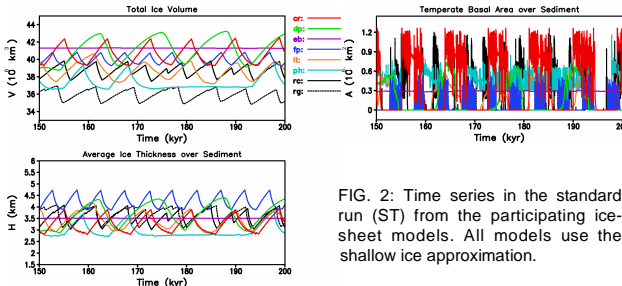 Total Ice Volume
44
42
40
38
36
34
V (10 km³)
150 160 170 180 190 200
Time (kyr)
cr:
dp:
eb:
fp:
lt:
ph:
rc:
rg:
Temperate Basal Area over Sediment
1.2
0.9
0.6
0.3
0
A (10 km²)
150 160 170 180 190 200
Time (kyr)
Average Ice Thickness over Sediment
6
5.5
5
4.5
4
3.5
3
2.5
2
1.5
H (km)
150 160 170 180 190 200
Time (kyr)
FIG. 2: Time series in the standard
run (ST) from the participating ice-
sheet models. All models use the
shallow ice approximation.